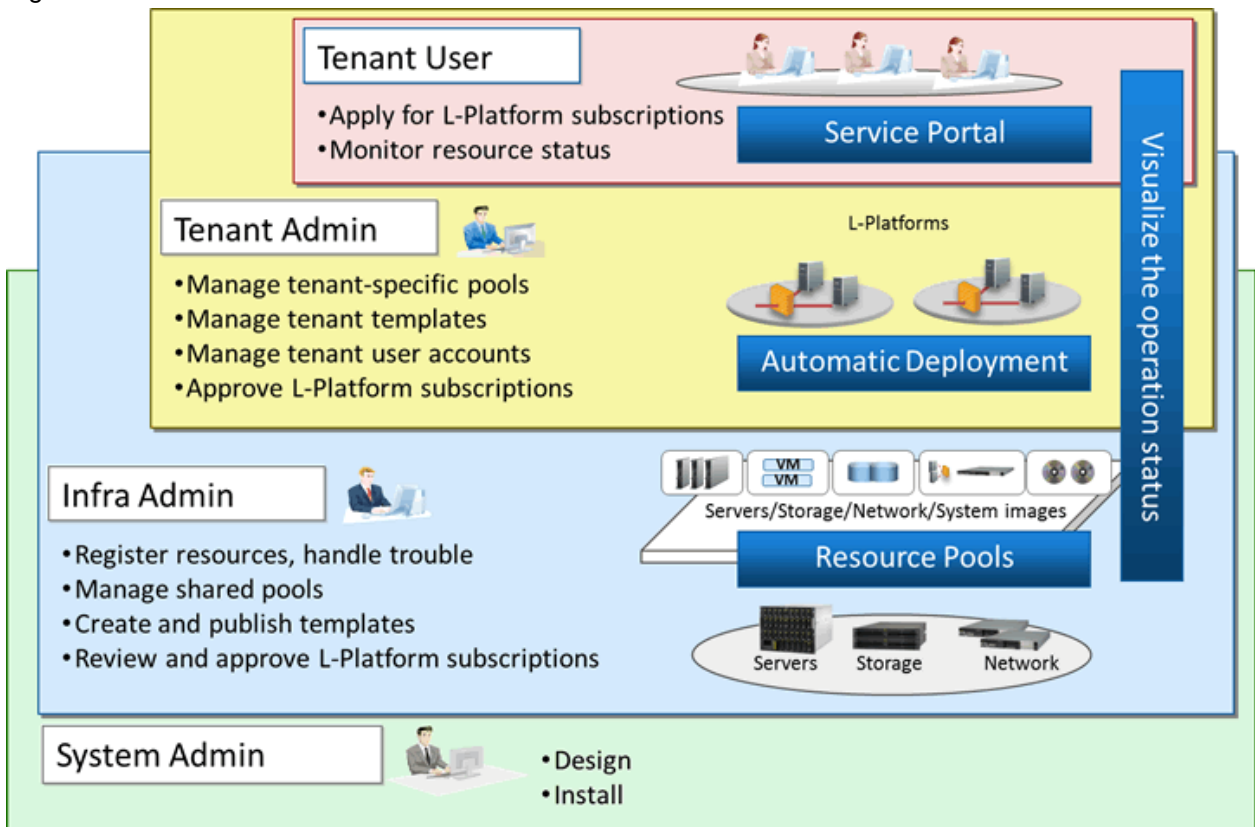 Tenant User
•Apply for L-Platform subscriptions
•Monitor resource status
Service Portal
Visualize the operation status
Tenant Admin
L-Platforms
•Manage tenant-specific pools
•Manage tenant templates
•Manage tenant user accounts
•Approve L-Platform subscriptions
Automatic Deployment
Infra Admin
VM
VM
Servers/Storage/Network/System images
•Register resources, handle trouble
•Manage shared pools
•Create and publish templates
•Review and approve L-Platform subscriptions
Resource Pools
Servers
Storage
Network
System Admin
•Design
•Install